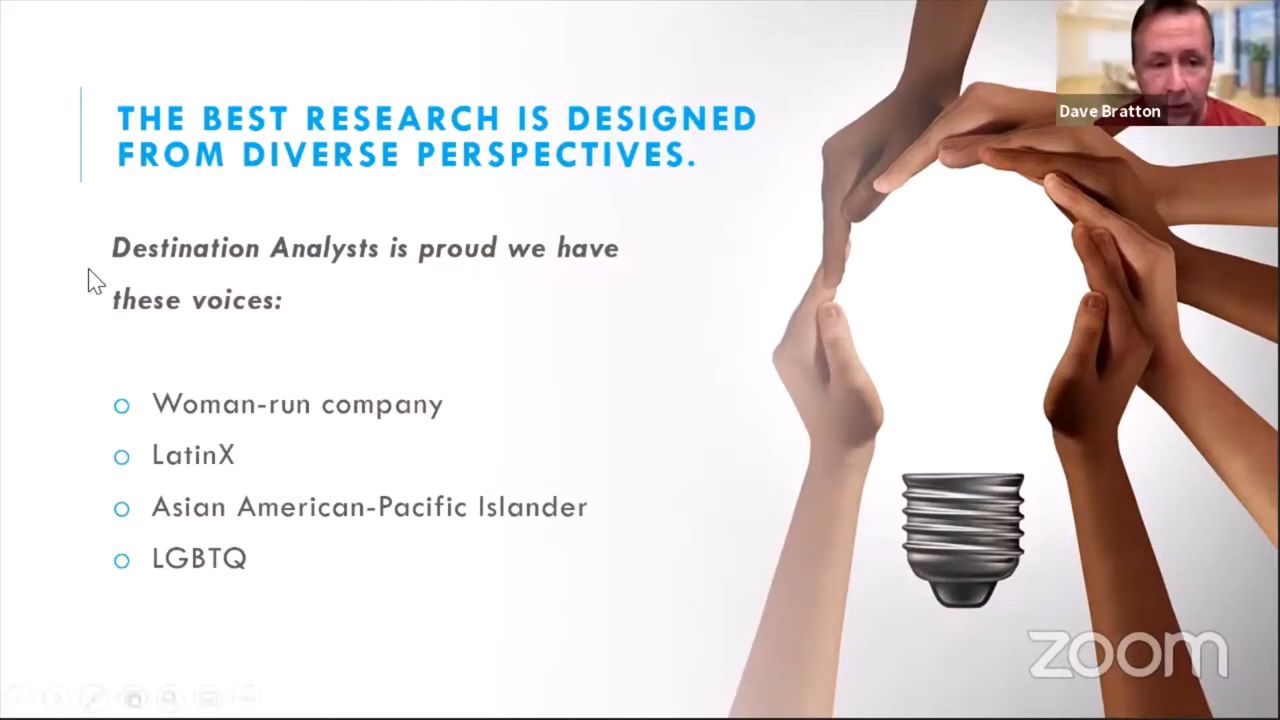 THE BEST RESEARCH IS DESIGNED
FROM DIVERSE PERSPECTIVES.
Dave Bratton
Destination Analysts is proud we have
these voices:
Woman-run company
LatinX
Asian American-Pacific Islander
LGBTQ
zoom